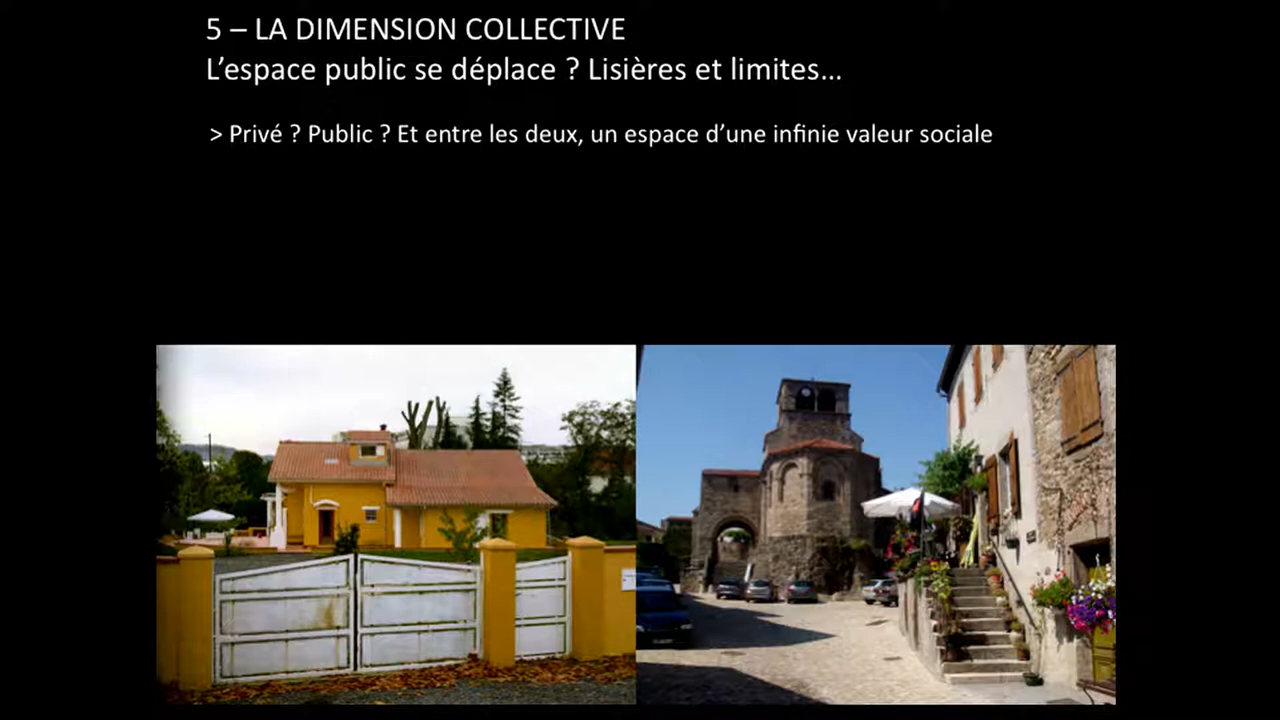 5 – LA DIMENSION COLLECTIVE
L’espace public se déplace ? Lisières et limites…
> Privé ? Public ? Et entre les deux, un espace d’une infinie valeur sociale